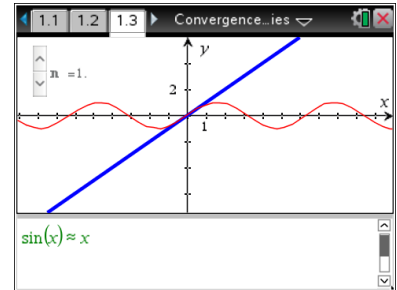 1.1 1.2 1.3 Convergence...ies
y
n =1.
2
x
1
sin(x)≈x